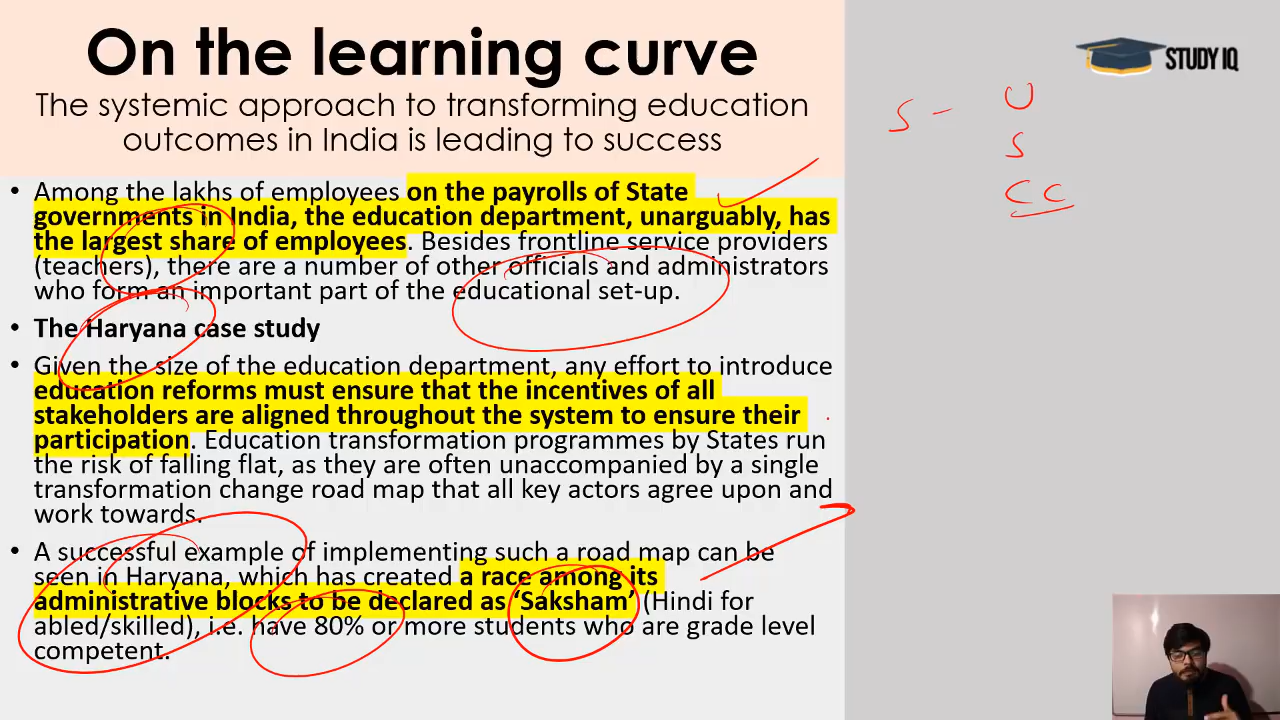 On the learning curve
The systemic approach to transforming education
outcomes in India is leading to success
• Among the lakhs of employees on the payrolls of State
governments in India, the education department, unarguably, has
the largest share of employees. Besides frontline service providers
(teachers), there are a number of other officials and administrators
who form an important part of the educational set-up.
• The Haryana case study
• Given the size of the education department, any effort to introduce
education reforms must ensure that the incentives of all
stakeholders are aligned throughout the system to ensure their
participation. Education transformation programmes by States run
the risk of falling flat, as they are often unaccompanied by a single
transformation change road map that all key actors agree upon and
work towards.
• A successful example of implementing such a road map can be
seen in Haryana, which has created a race among its
administrative blocks to be declared as ‘Saksham’ (Hindi for
abled/skilled), i.e. have 80% or more students who are grade level
competent.
STUDY IQ
S - U
S
CC